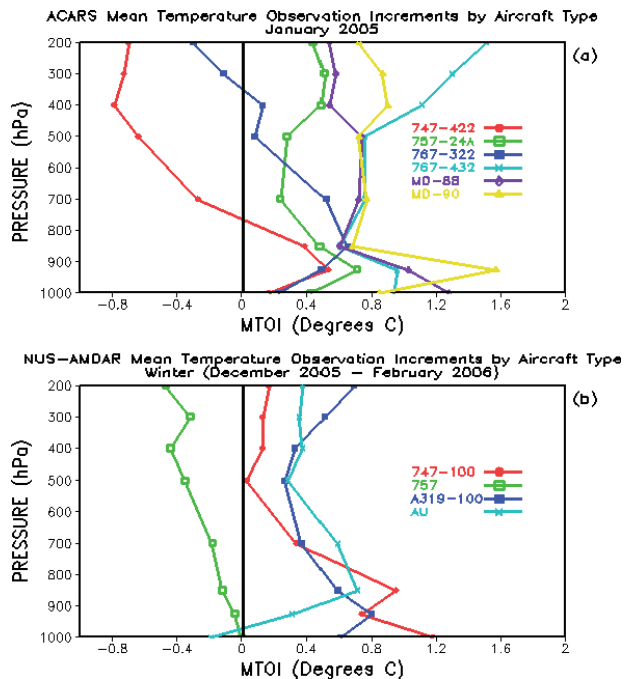 ACARS Mean Temperature Observation Increments by Aircraft Type
January 2005
(a)
PRESSURE (hPa)
200
300
400
500
600
700
800
900
1000
747-422
757-24A
767-322
767-432
MD-88
MD-90
-0.8
-0.4
0
0.4
0.8
1.2
1.6
2
MTOI (Degrees C)
NUS-AMDAR Mean Temperature Observation Increments by Aircraft Type
Winter (December 2005 - February 2006)
(b)
PRESSURE (hPa)
200
300
400
500
600
700
800
900
1000
747-100
757
A319-100
AU
-0.8
-0.4
0
0.4
0.8
1.2
1.6
2
MTOI (Degrees C)